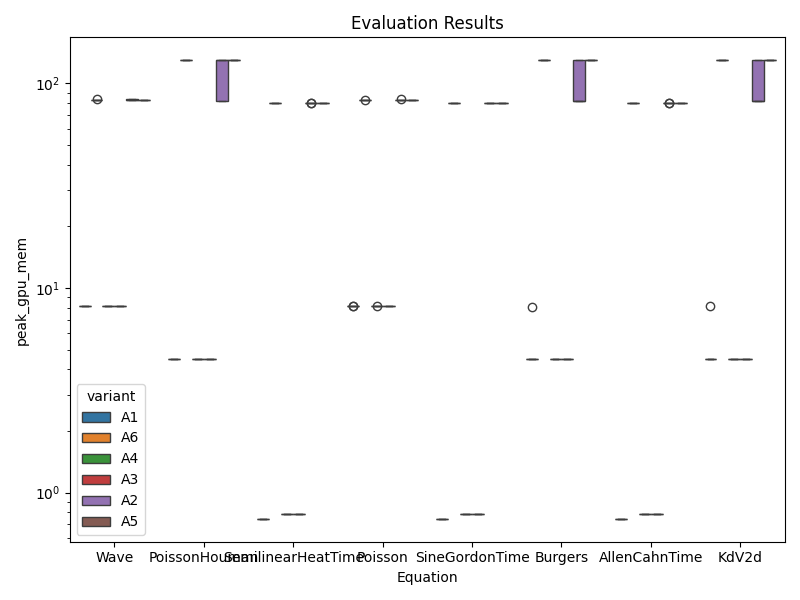 Evaluation Results
peak_gpu_mem
10²
10¹
10⁰
variant
A1
A6
A4
A3
A2
A5
Wave
PoissonHouman
SemilinearHeatTime
Poisson
SineGordonTime
Burgers
AllenCahnTime
KdV2d
Equation